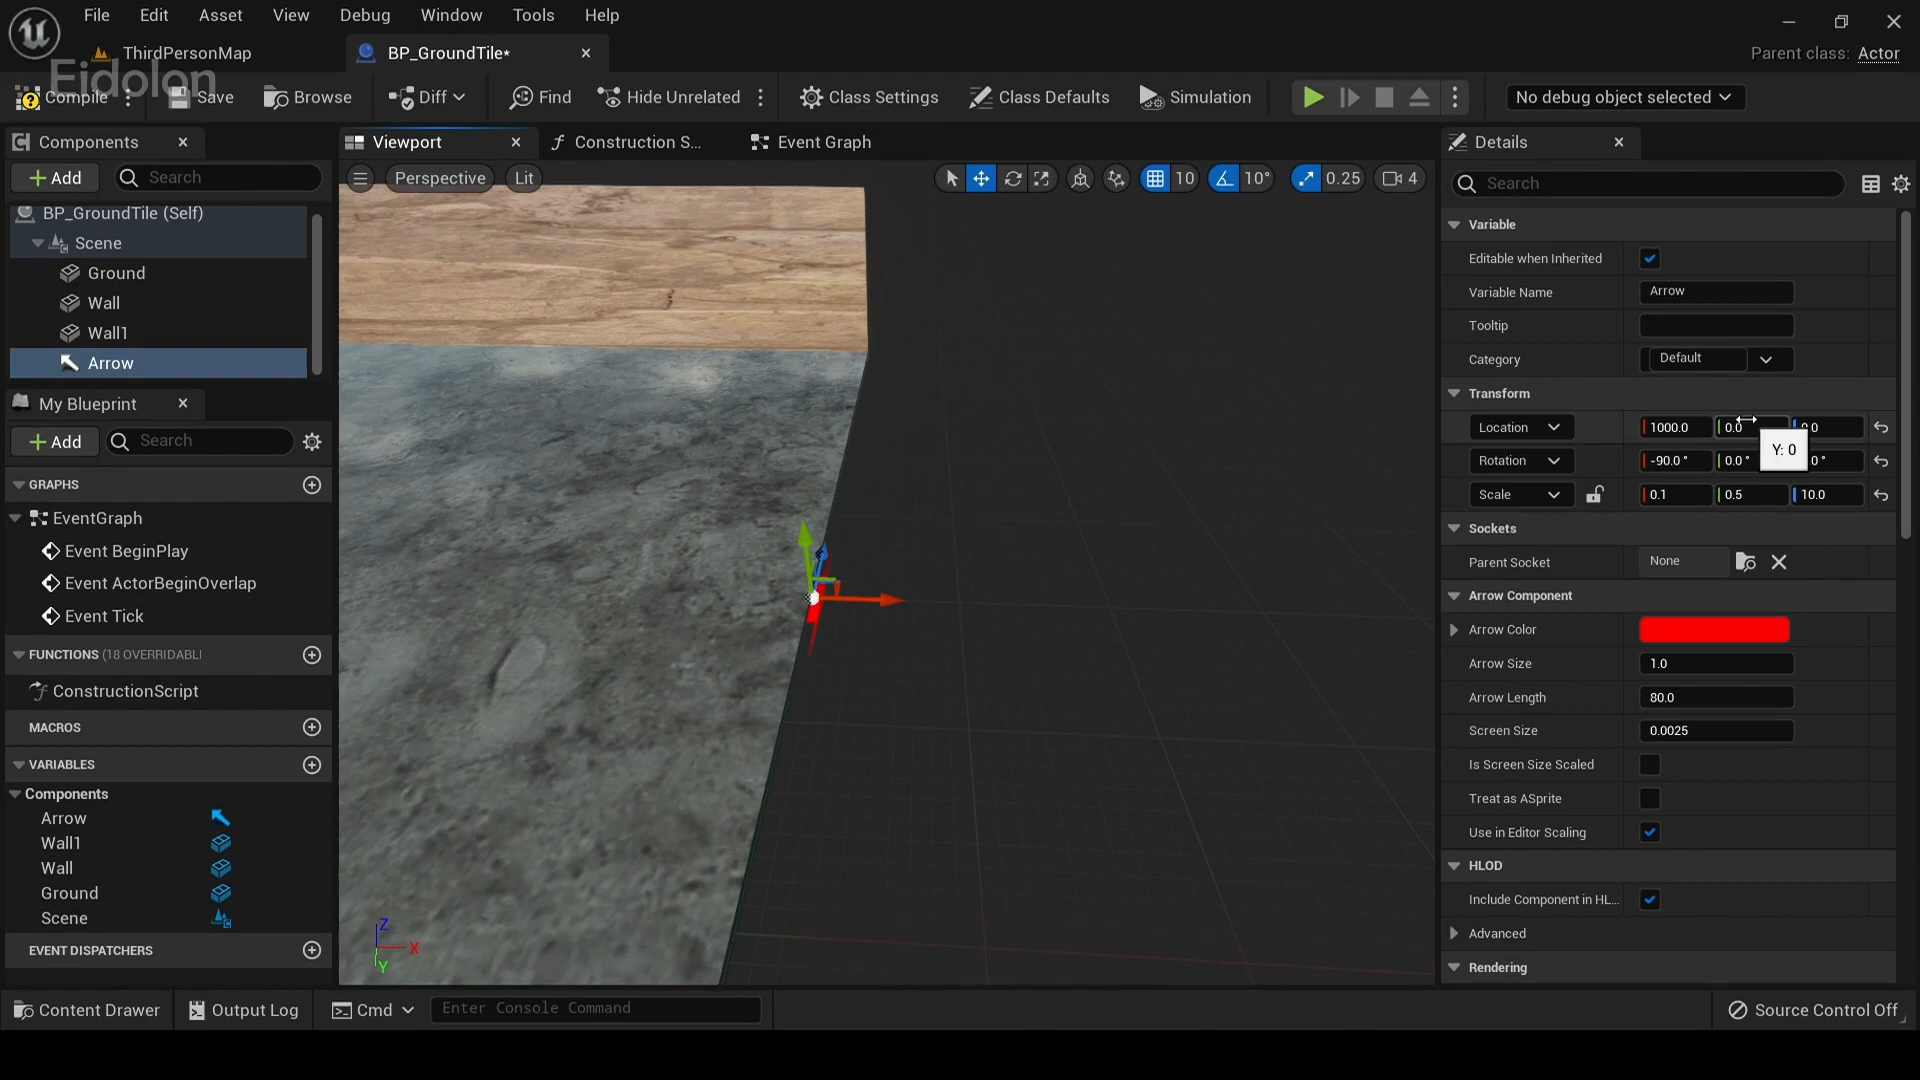 File Edit Asset View Debug Window Tools Help
ThirdPersonMap
BP_GroundTile*
Parent class: Actor
Eidolen
Compile
Save
Browse
Diff
Find
Hide Unrelated
Class Settings
Class Defaults
Simulation
No debug object selected
Components
Viewport
Construction S...
Event Graph
Details
Add
Search
Perspective
Lit
10
10°
0.25
4
Search
BP_GroundTile (Self)
Scene
Ground
Wall
Wall1
Arrow
My Blueprint
Add
Search
GRAPHS
EventGraph
Event BeginPlay
Event ActorBeginOverlap
Event Tick
FUNCTIONS (18 OVERRIDABL
ConstructionScript
MACROS
VARIABLES
Components
Arrow
Wall1
Wall
Ground
Scene
EVENT DISPATCHERS
Z
X
Y
Variable
Editable when Inherited
Variable Name Arrow
Tooltip
Category Default
Transform
Location 1000.0 0.0 0.0
Y: 0
Rotation -90.0° 0.0° 0°
Scale 0.1 0.5 10.0
Sockets
Parent Socket None
Arrow Component
Arrow Color
Arrow Size 1.0
Arrow Length 80.0
Screen Size 0.0025
Is Screen Size Scaled
Treat as ASprite
Use in Editor Scaling
HLOD
Include Component in HL...
Advanced
Rendering
Content Drawer
Output Log
Cmd
Enter Console Command
Source Control Off